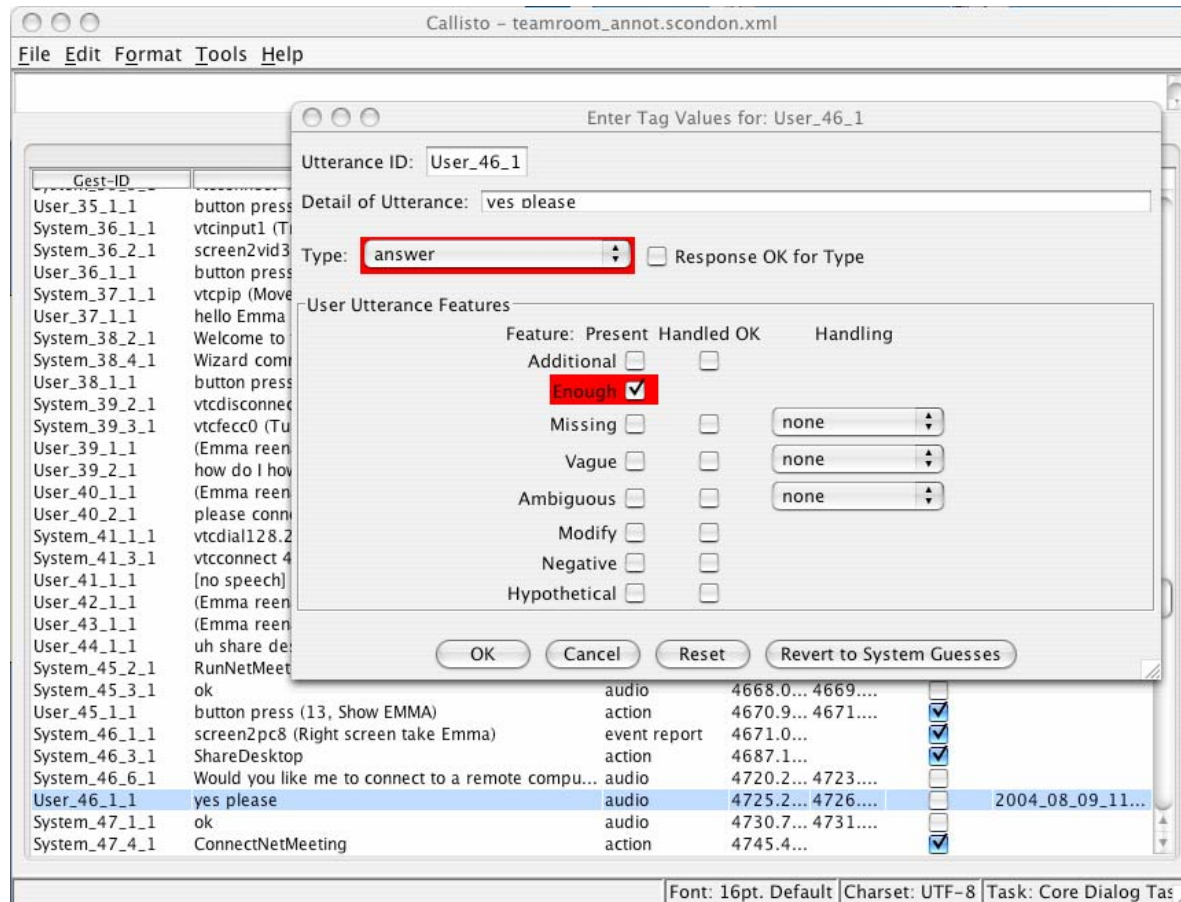 Callisto – teamroom_annot.scondon.xml
File Edit Format Tools Help
Enter Tag Values for: User_46_1
Utterance ID: User_46_1
Detail of Utterance: yes please
Type: answer Response OK for Type
User Utterance Features
Feature: Present Handled OK Handling
Additional
Enough
Missing none
Vague none
Ambiguous none
Modify
Negative
Hypothetical
OK Cancel Reset Revert to System Guesses
Gest-ID
User_35_1_1 button press
System_36_1_1 vtcinput1
System_36_2_1 screen2vid3
User_36_1_1 button press
System_37_1_1 vtcpip (Move
User_37_1_1 hello Emma
System_38_2_1 Welcome to
System_38_4_1 Wizard
User_38_1_1 button press
System_39_2_1 vtcdisconnec
System_39_3_1 vtcfecc0 (Tu
User_39_1_1 (Emma reen
User_39_2_1 how do I how
User_40_1_1 (Emma reen
User_40_2_1 please conn
System_41_1_1 vtcdial128.2
System_41_3_1 vtcconnect 4
User_41_1_1 [no speech]
User_42_1_1 (Emma reen
User_43_1_1 (Emma reen
User_44_1_1 uh share de
System_45_2_1 RunNetMeet
System_45_3_1 ok audio 4668.0... 4669....
User_45_1_1 button press (13, Show EMMA) action 4670.9... 4671....
System_46_1_1 screen2pc8 (Right screen take Emma) event report 4671.0...
System_46_3_1 ShareDesktop action 4687.1...
System_46_6_1 Would you like me to connect to a remote compu... audio 4720.2... 4723....
User_46_1_1 yes please audio 4725.2... 4726.... 2004_08_09_11...
System_47_1_1 ok audio 4730.7... 4731....
System_47_4_1 ConnectNetMeeting action 4745.4...
Font: 16pt. Default Charset: UTF-8 Task: Core Dialog Tas